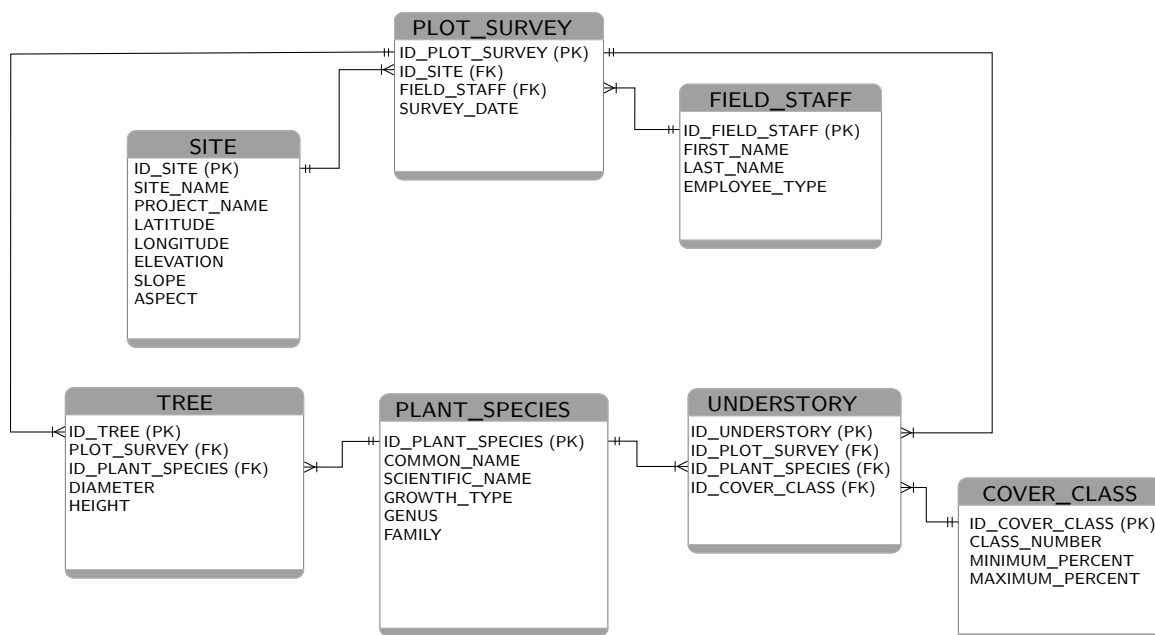 PLOT_SURVEY
ID_PLOT_SURVEY (PK)
ID_SITE (FK)
FIELD_STAFF (FK)
SURVEY_DATE
FIELD_STAFF
ID_FIELD_STAFF (PK)
FIRST_NAME
LAST_NAME
EMPLOYEE_TYPE
SITE
ID_SITE (PK)
SITE_NAME
PROJECT_NAME
LATITUDE
LONGITUDE
ELEVATION
SLOPE
ASPECT
TREE
ID_TREE (PK)
PLOT_SURVEY (FK)
ID_PLANT_SPECIES (FK)
DIAMETER
HEIGHT
PLANT_SPECIES
ID_PLANT_SPECIES (PK)
COMMON_NAME
SCIENTIFIC_NAME
GROWTH_TYPE
GENUS
FAMILY
UNDERSTORY
ID_UNDERSTORY (PK)
ID_PLOT_SURVEY (FK)
ID_PLANT_SPECIES (FK)
ID_COVER_CLASS (FK)
COVER_CLASS
ID_COVER_CLASS (PK)
CLASS_NUMBER
MINIMUM_PERCENT
MAXIMUM_PERCENT